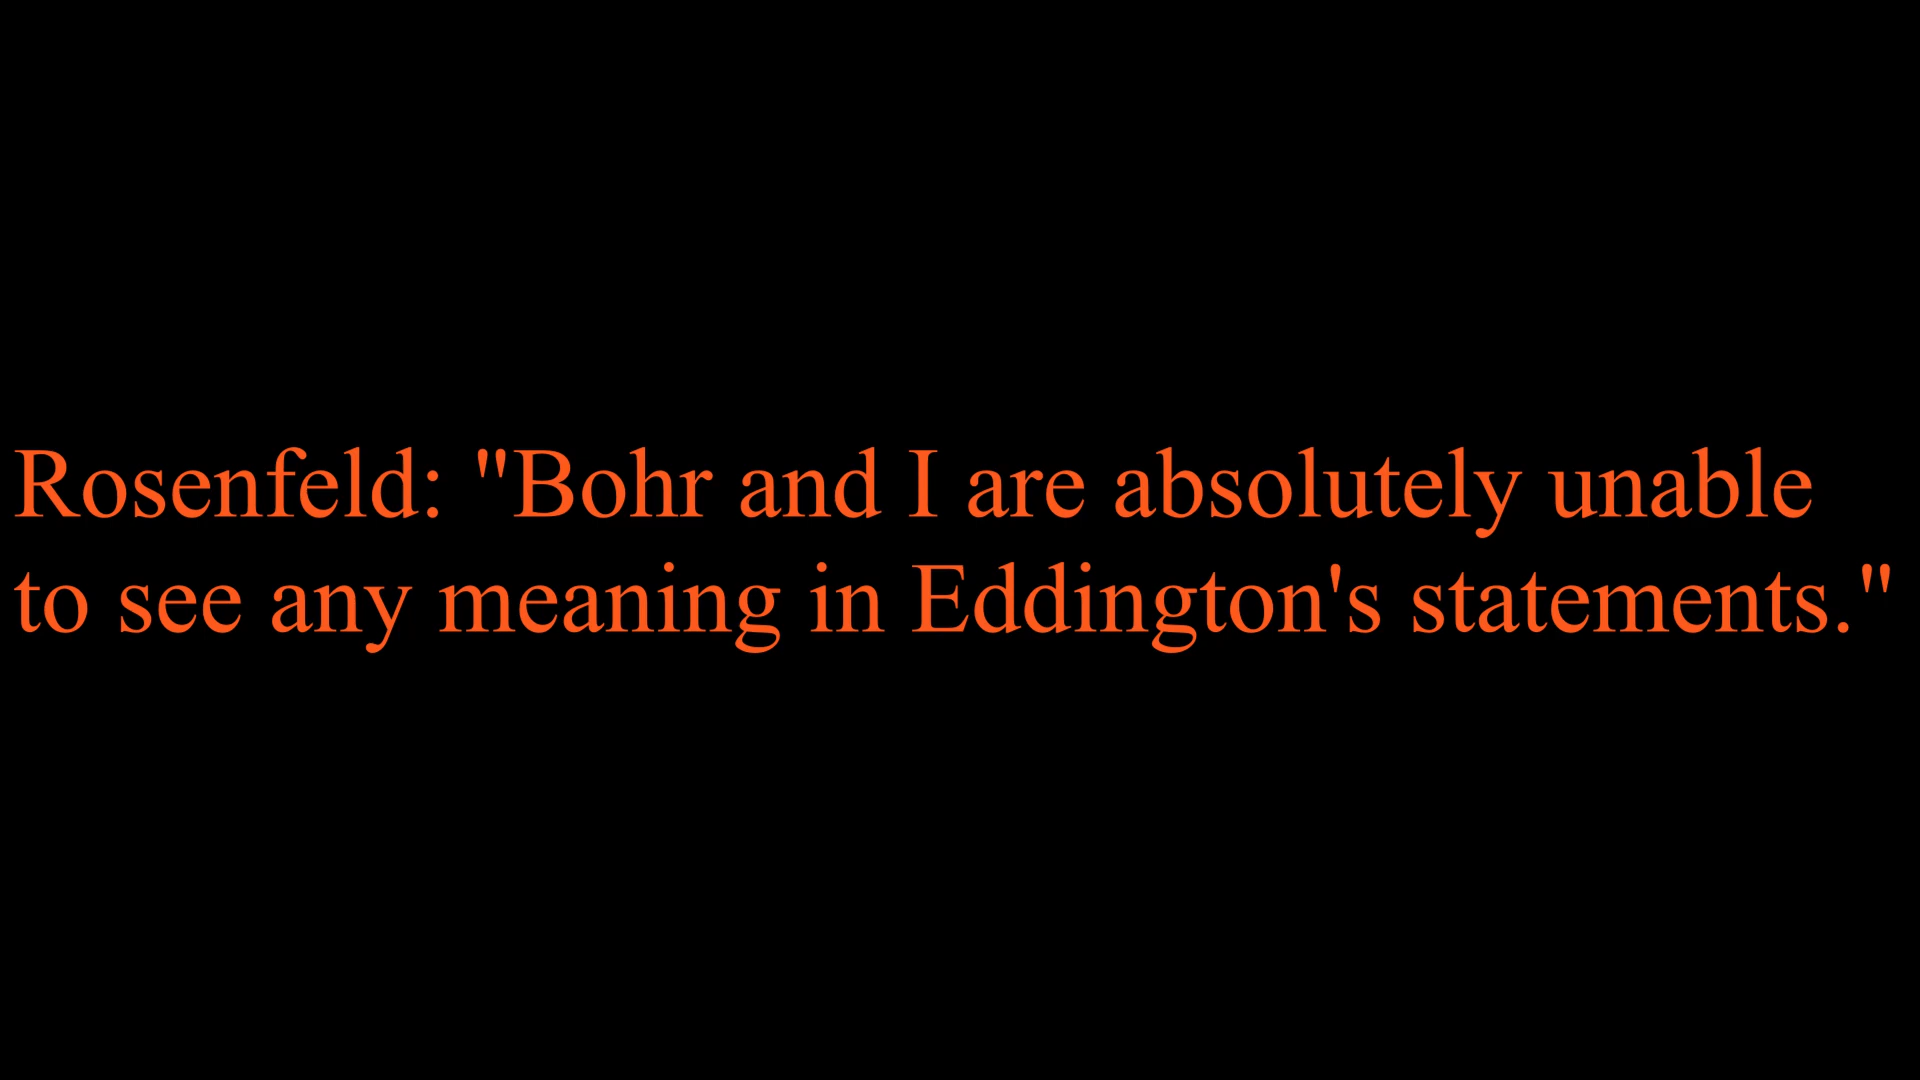 Rosenfeld: "Bohr and I are absolutely unable
to see any meaning in Eddington's statements."